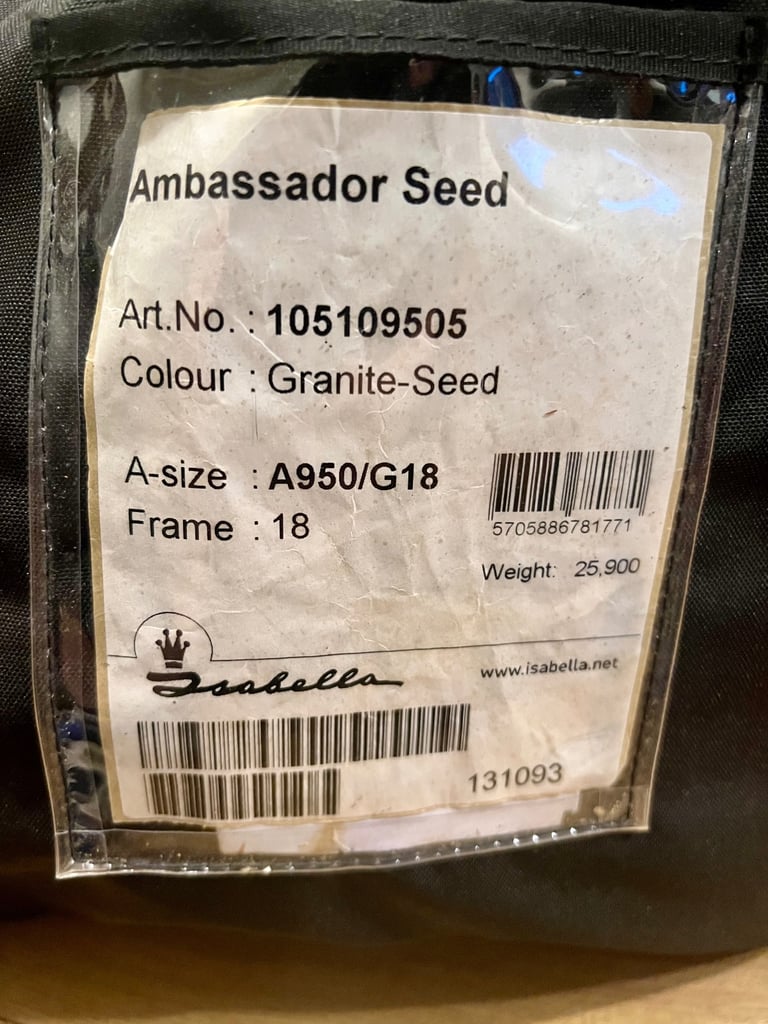 Ambassador Seed
Art.No. : 105109505
Colour : Granite-Seed
A-size : A950/G18
Frame : 18
5705886781771
Weight: 25,900
Isabella
www.isabella.net
131093